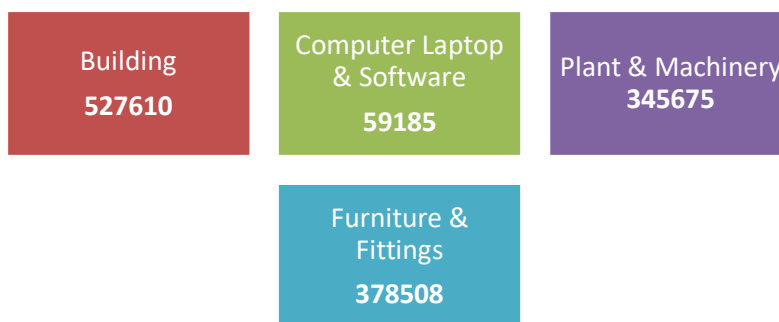 Building
527610
Computer Laptop
& Software
59185
Plant & Machinery
345675
Furniture &
Fittings
378508